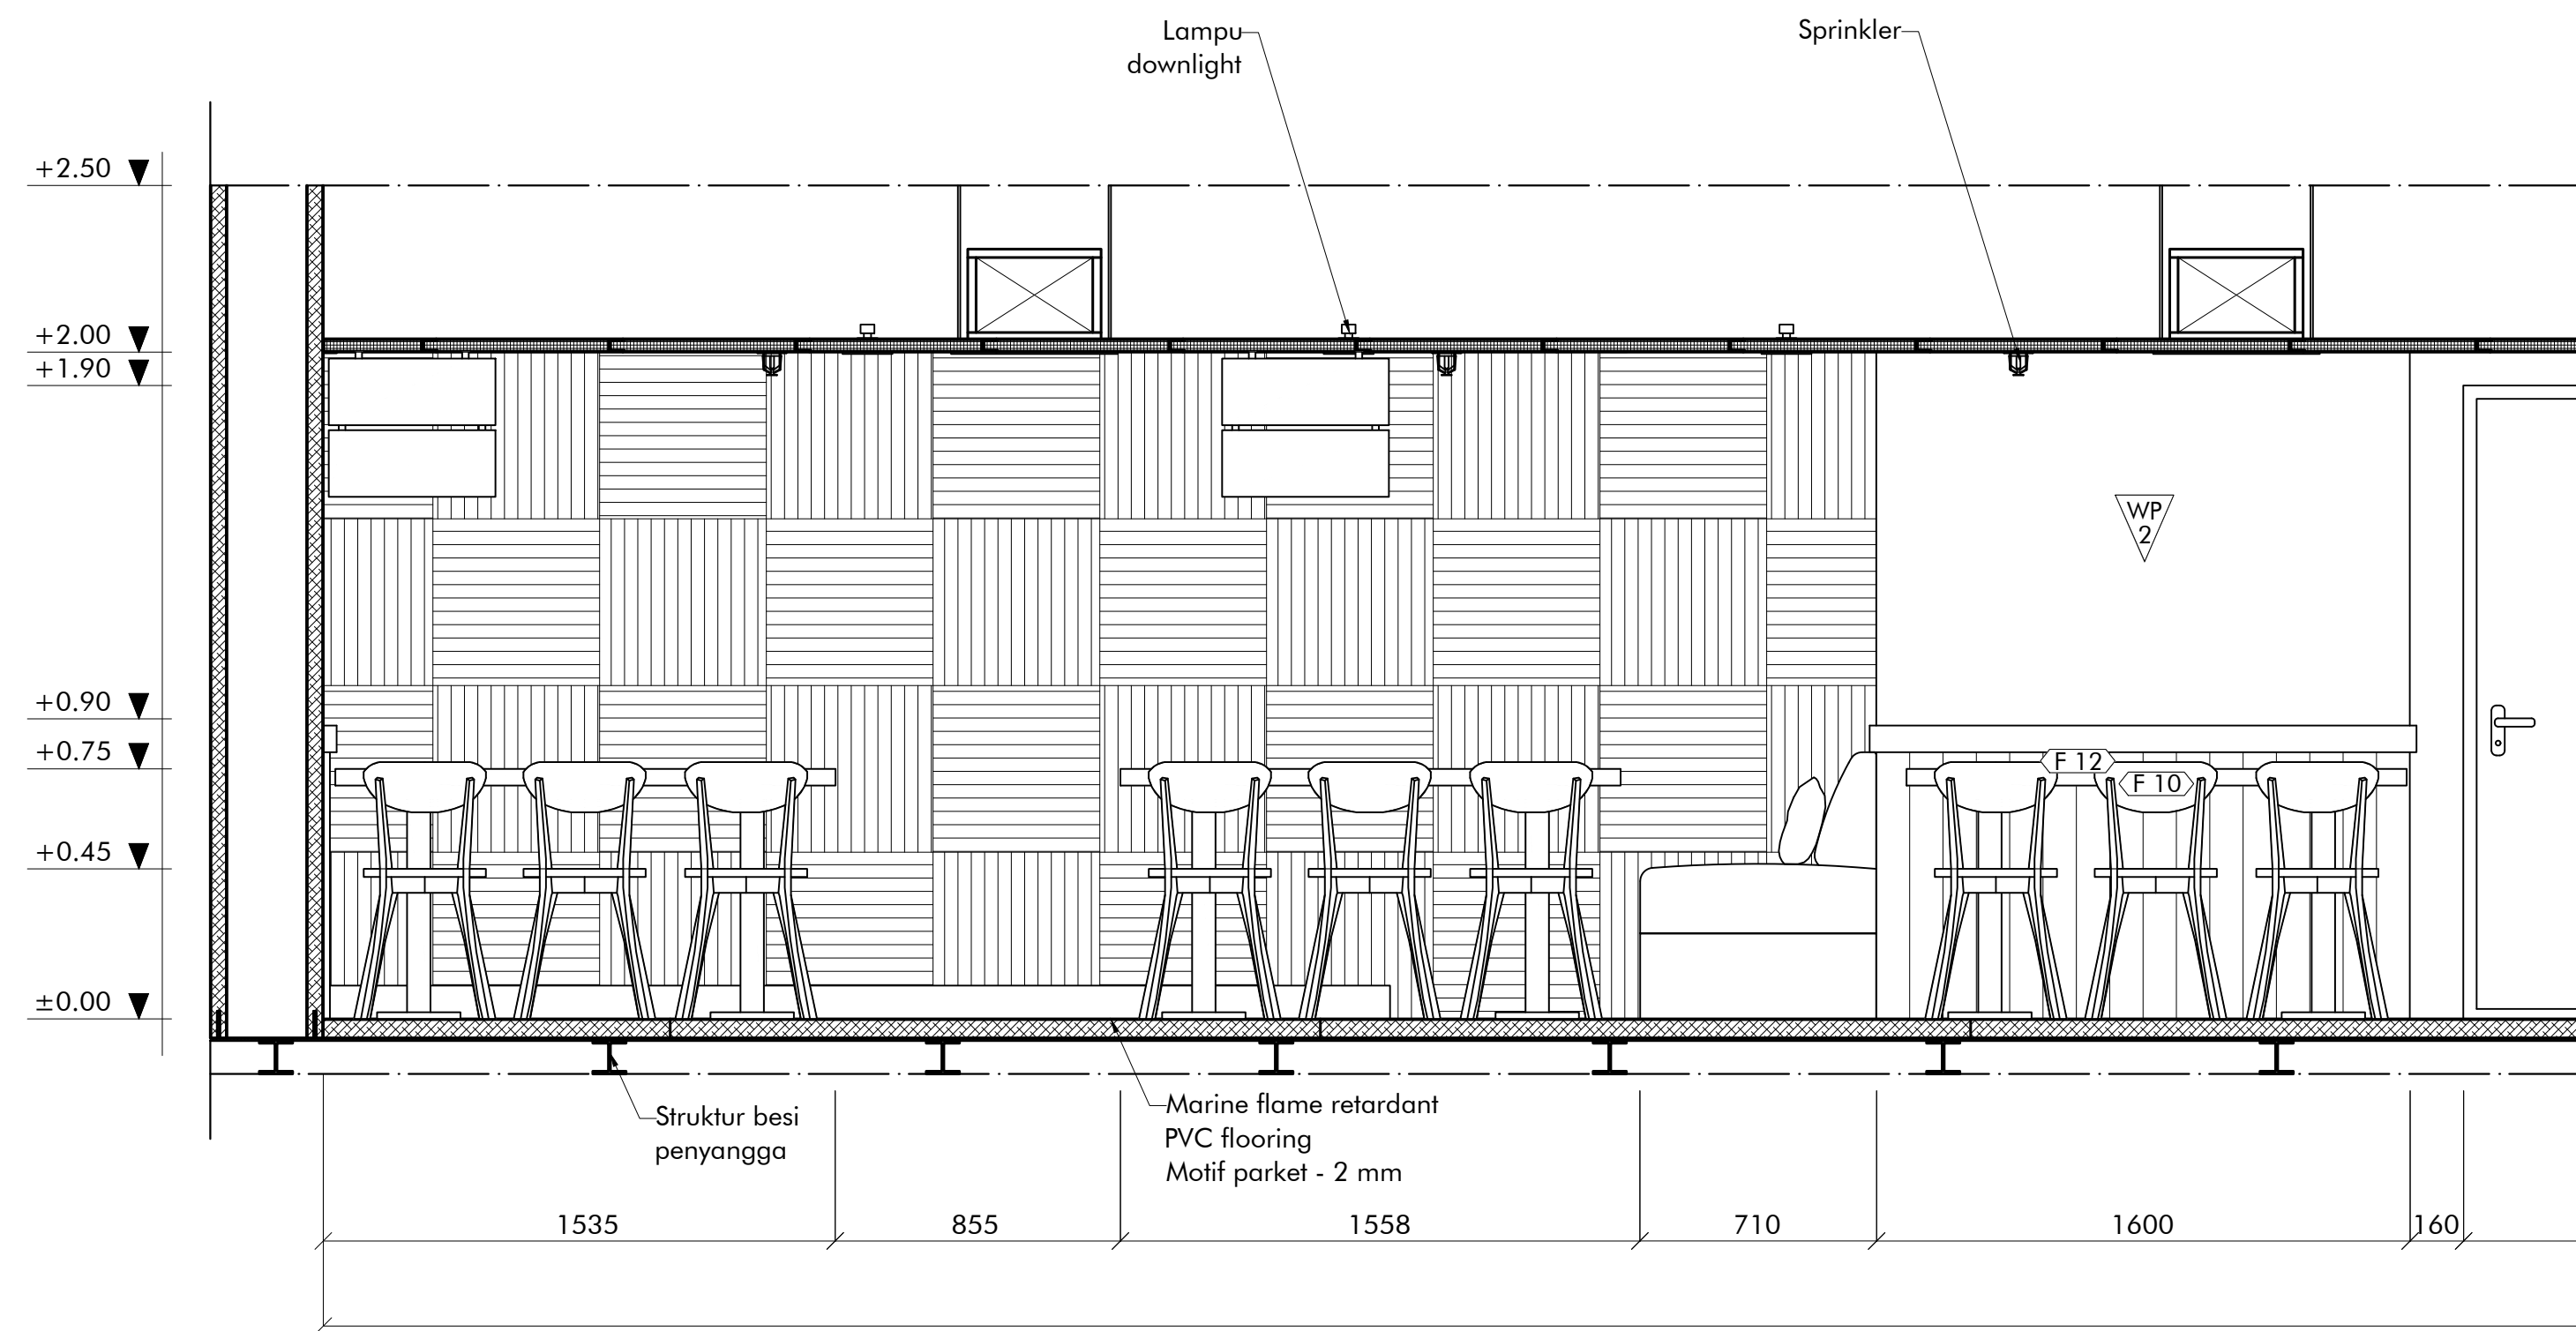 Lampu
downlight
Sprinkler
+2.50
+2.00
+1.90
WP
2
+0.90
+0.75
F 12
F 10
+0.45
±0.00
Struktur besi
penyangga
Marine flame retardant
PVC flooring
Motif parket - 2 mm
1535
855
1558
710
1600
160